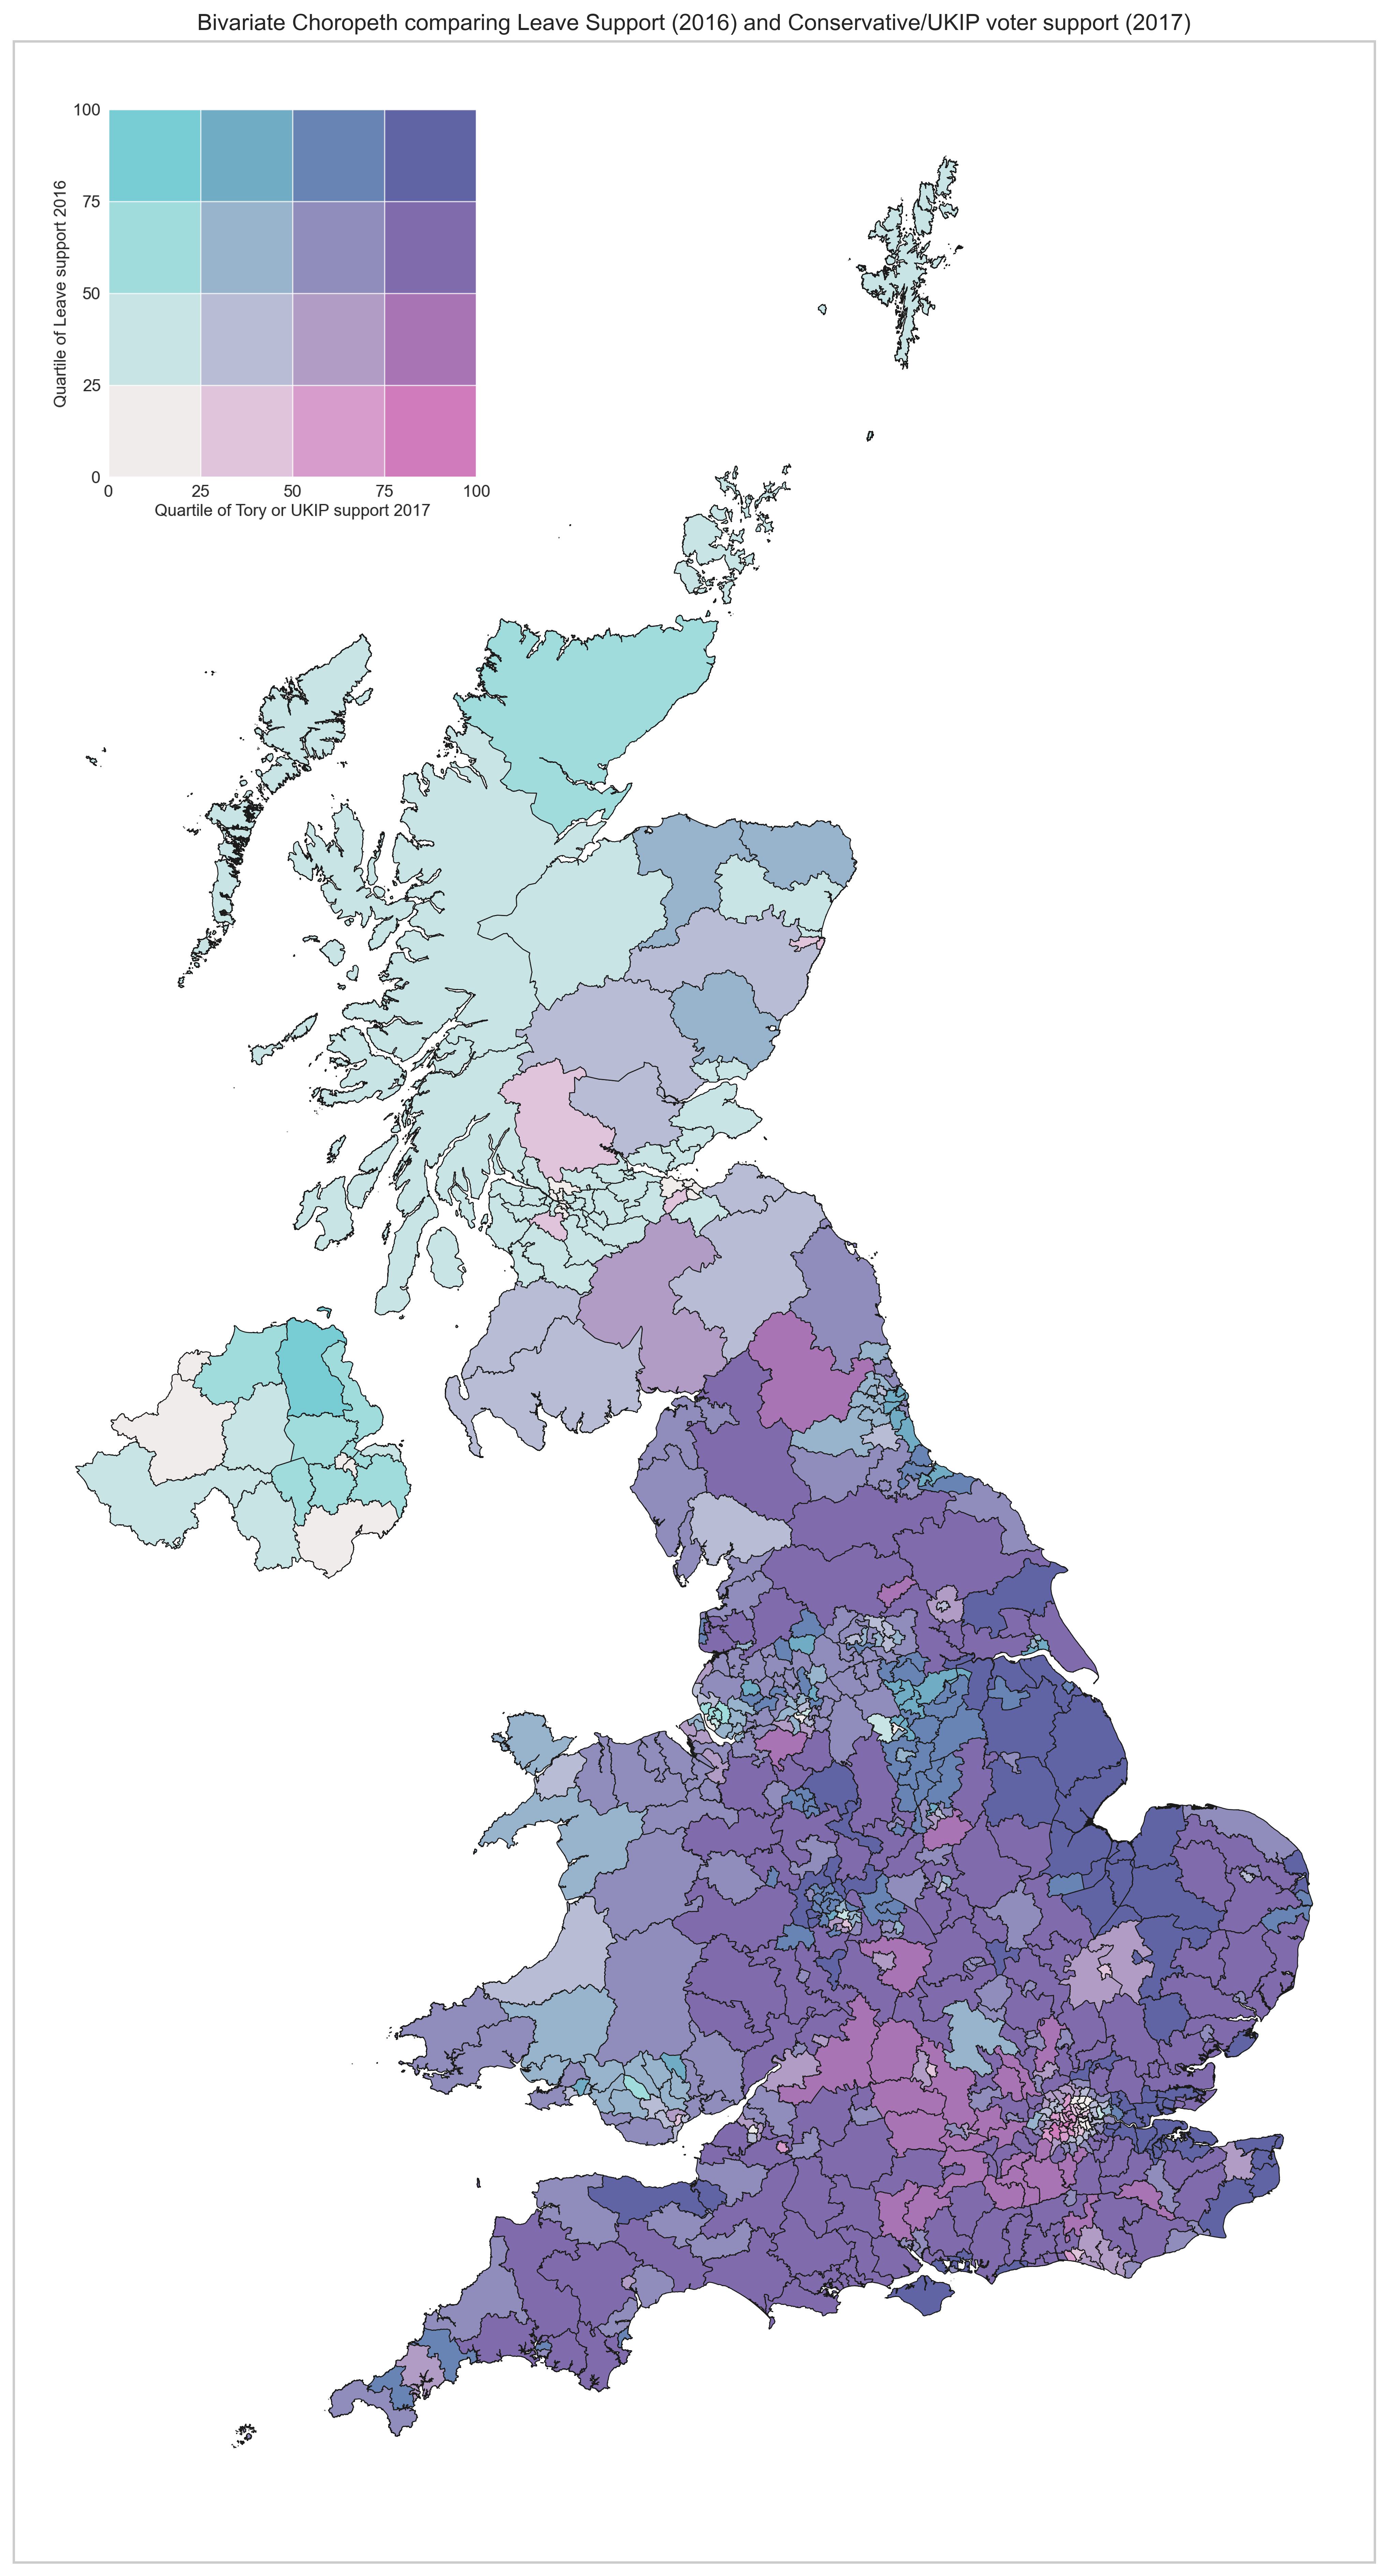 Bivariate Choropeth comparing Leave Support (2016) and Conservative/UKIP voter support (2017)
100
75
50
25
0
Quartile of Leave support 2016
0 25 50 75 100
Quartile of Tory or UKIP support 2017